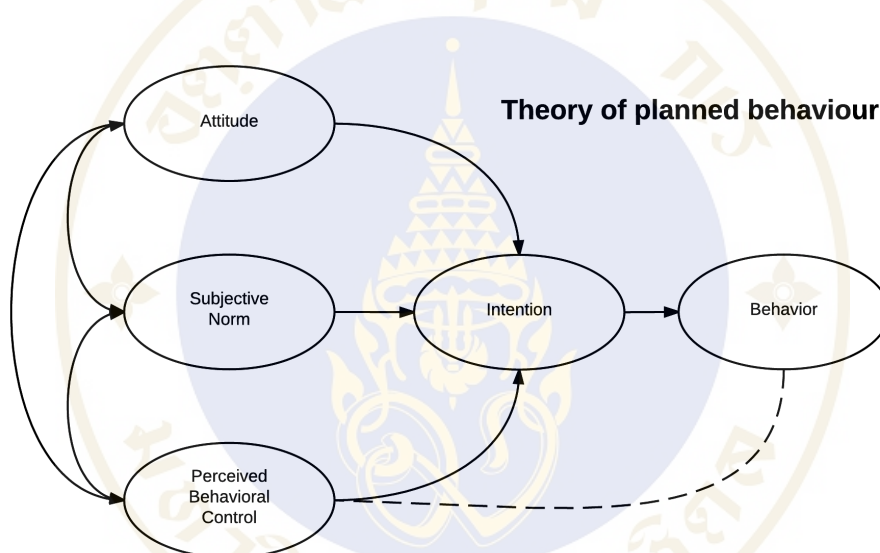 Theory of planned behaviour
Attitude
Subjective
Norm
Intention
Behavior
Perceived
Behavioral
Control